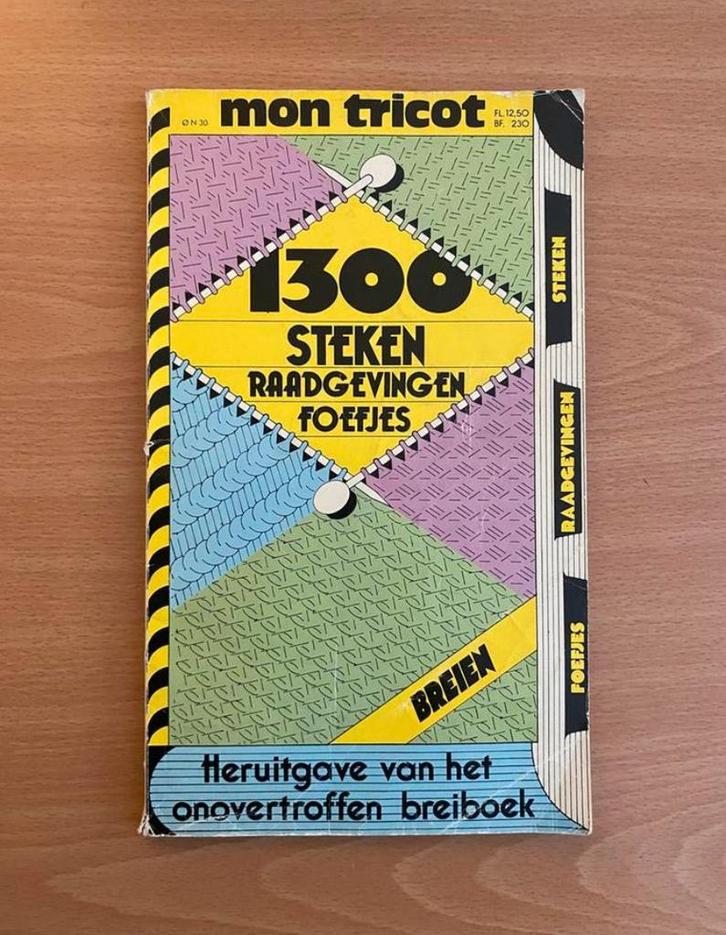 mon tricot
Ø N 30
FL. 12,50
BF. 230
1300
STEKEN
RAADGEVINGEN
FOEFJES
STEKEN
RAADGEVINGEN
FOEFJES
BREIEN
Heruitgave van het
onovertroffen breiboek